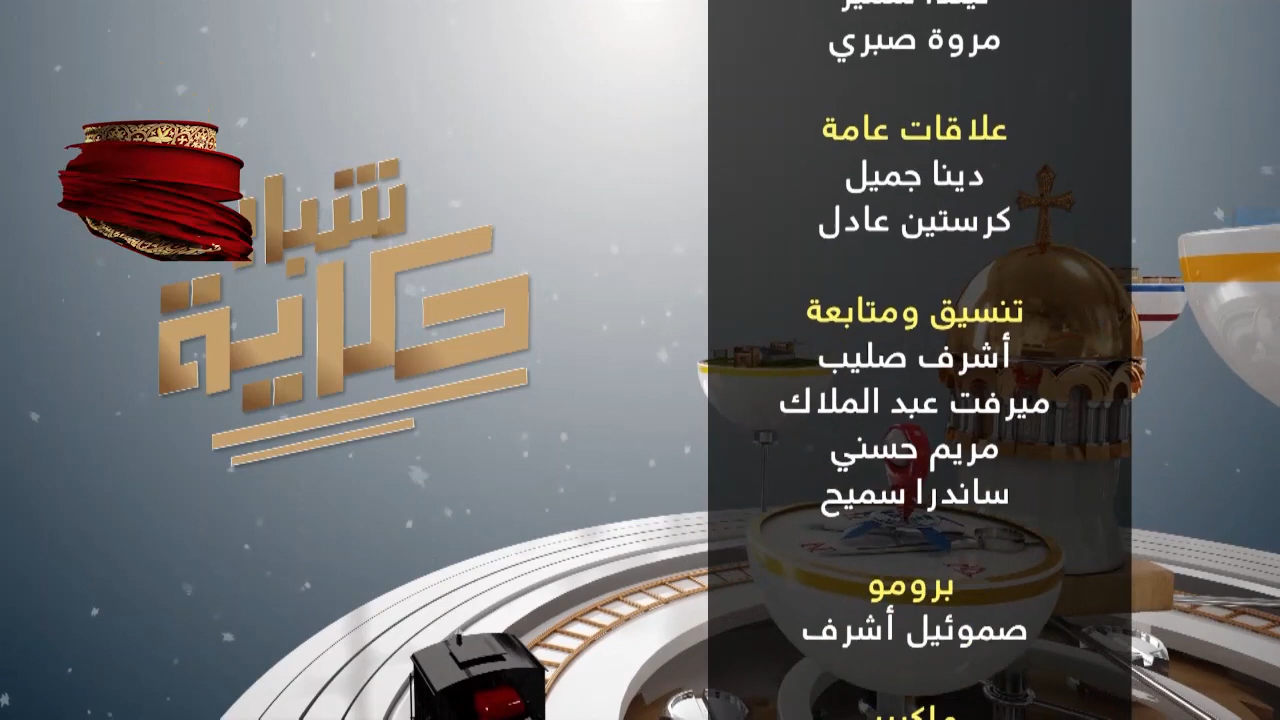 شبرا
حكاية
مروة صبري
علاقات عامة
دينا جميل
كرستين عادل
تنسيق ومتابعة
أشرف صليب
ميرفت عبد الملاك
مريم حسني
ساندرا سميح
برومو
صموئيل أشرف